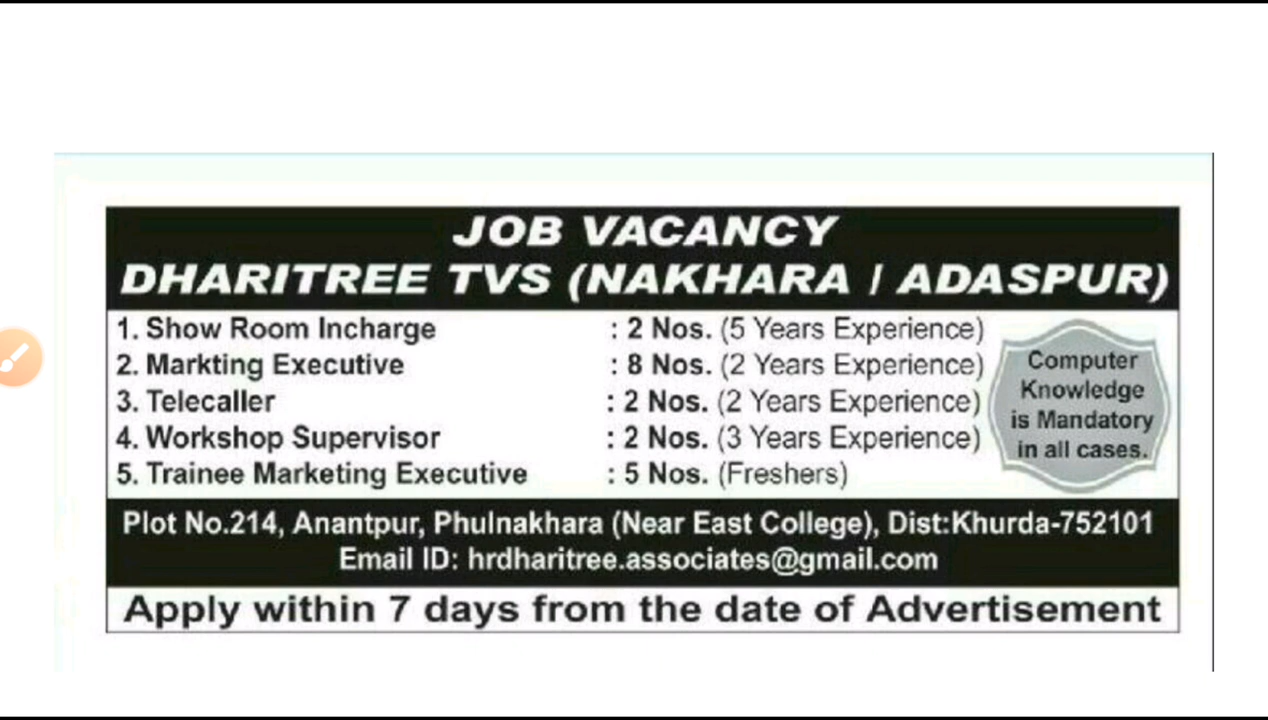 JOB VACANCY
DHARITREE TVS (NAKHARA / ADASPUR)
1. Show Room Incharge : 2 Nos. (5 Years Experience)
2. Markting Executive : 8 Nos. (2 Years Experience)
3. Telecaller : 2 Nos. (2 Years Experience)
4. Workshop Supervisor : 2 Nos. (3 Years Experience)
5. Trainee Marketing Executive : 5 Nos. (Freshers)
Computer
Knowledge
is Mandatory
in all cases.
Plot No.214, Anantpur, Phulnakhara (Near East College), Dist:Khurda-752101
Email ID: hrdharitree.associates@gmail.com
Apply within 7 days from the date of Advertisement